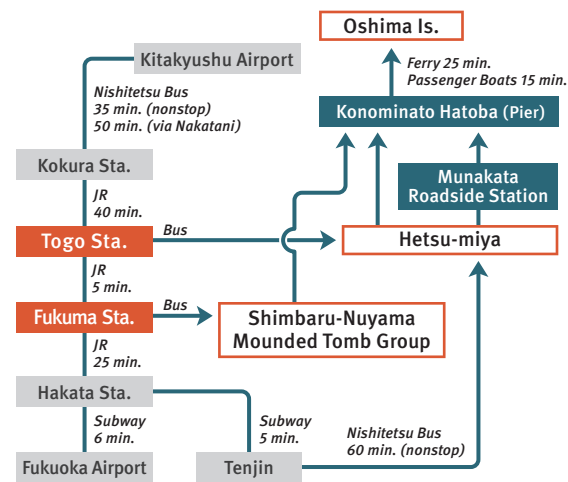 Oshima Is.
Kitakyushu Airport
Ferry 25 min.
Passenger Boats 15 min.
Nishitetsu Bus
35 min. (nonstop)
50 min. (via Nakatani)
Konominato Hatoba (Pier)
Kokura Sta.
Munakata
Roadside Station
JR
40 min.
Togo Sta.
Bus
Hetsu-miya
JR
5 min.
Fukuma Sta.
Bus
Shimbaru-Nuyama
Mounded Tomb Group
JR
25 min.
Hakata Sta.
Subway
6 min.
Subway
5 min.
Nishitetsu Bus
60 min. (nonstop)
Fukuoka Airport
Tenjin